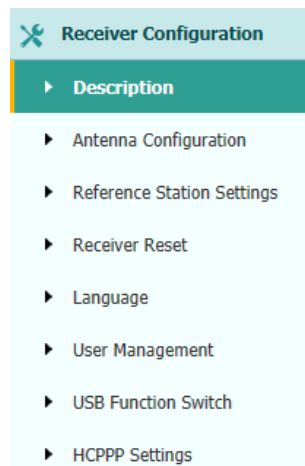 Receiver Configuration
Description
Antenna Configuration
Reference Station Settings
Receiver Reset
Language
User Management
USB Function Switch
HCPPP Settings